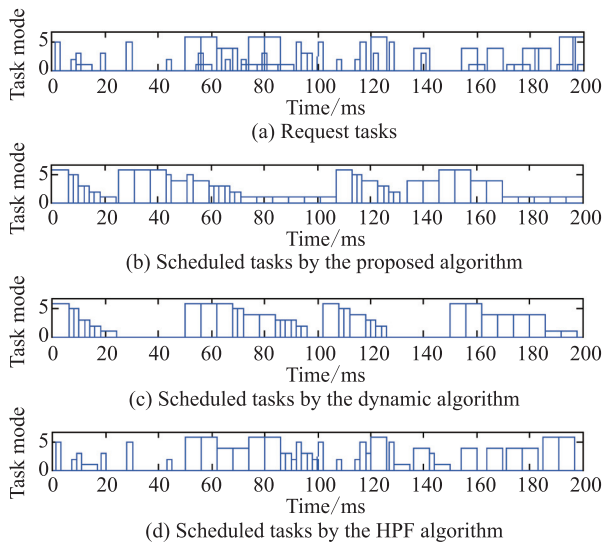 Task mode
5
0
0 20 40 60 80 100 120 140 160 180 200
Time/ms
(a) Request tasks
Task mode
5
0
0 20 40 60 80 100 120 140 160 180 200
Time/ms
(b) Scheduled tasks by the proposed algorithm
Task mode
5
0
0 20 40 60 80 100 120 140 160 180 200
Time/ms
(c) Scheduled tasks by the dynamic algorithm
Task mode
5
0
0 20 40 60 80 100 120 140 160 180 200
Time/ms
(d) Scheduled tasks by the HPF algorithm